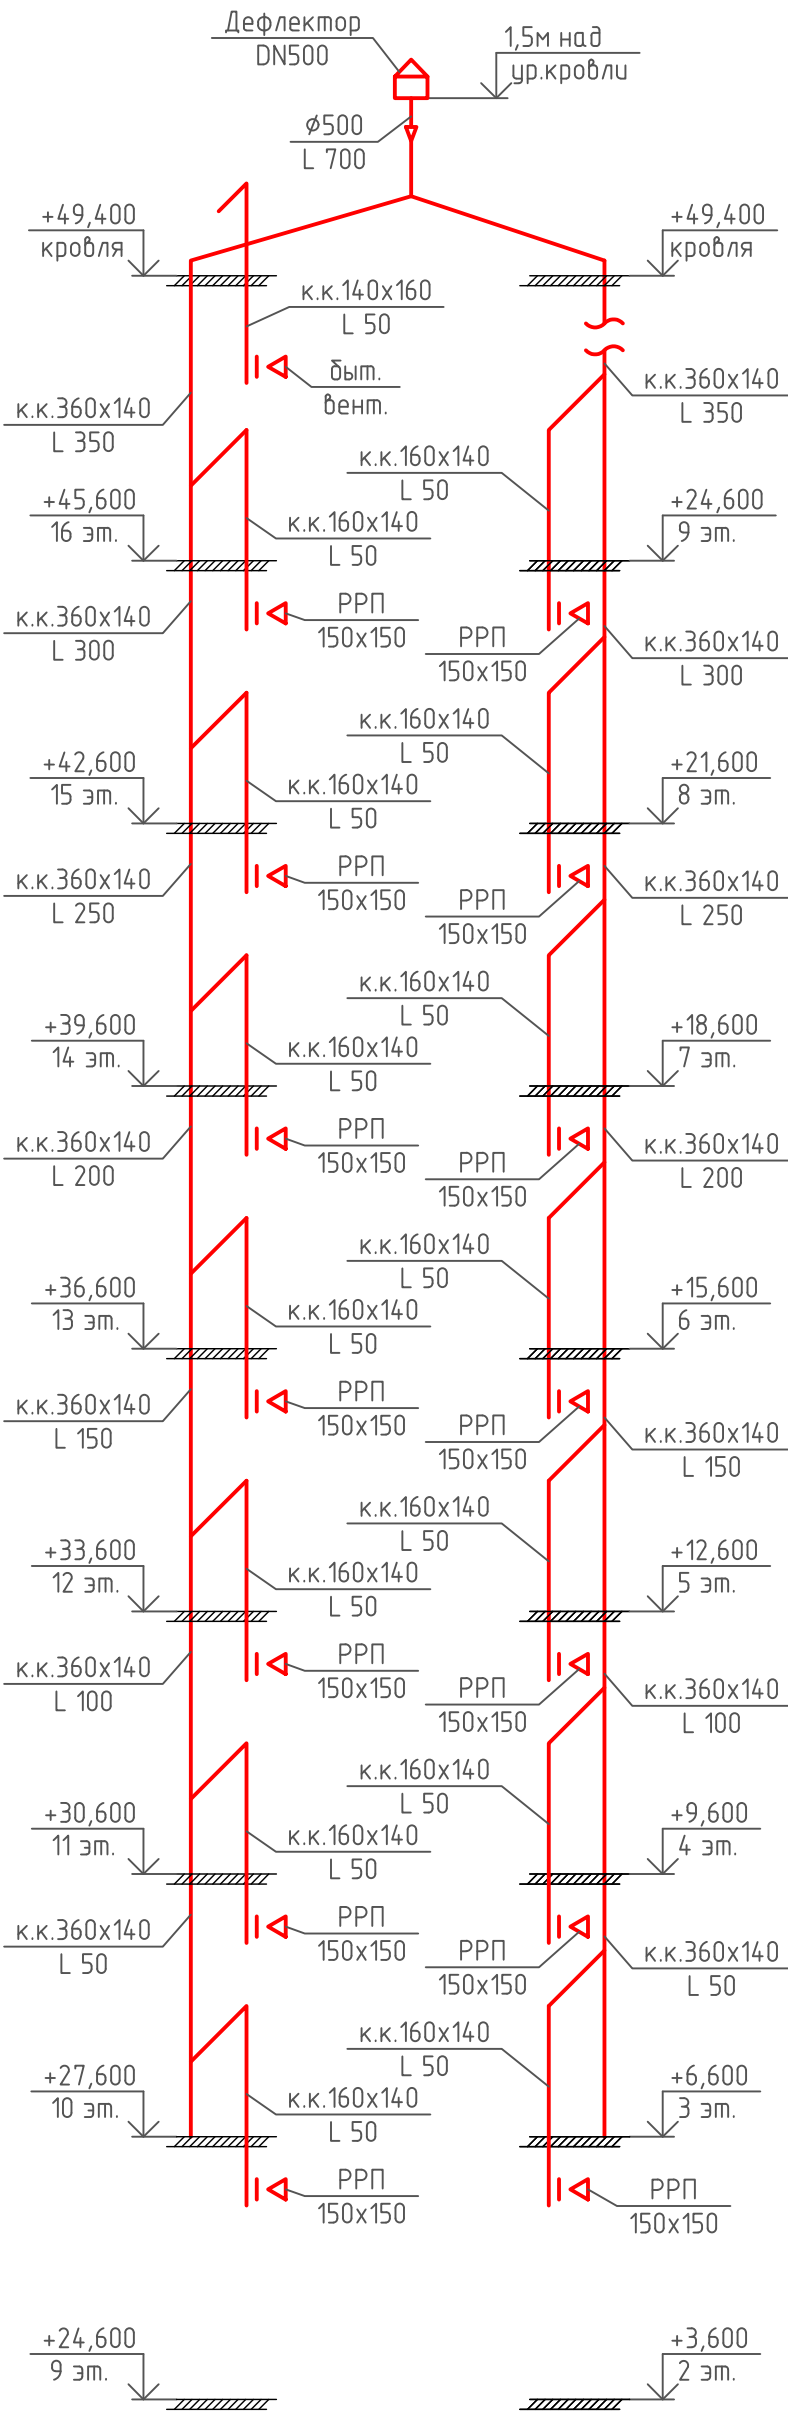 Дефлектор
DN500
1,5м над
ур.кровли
ϕ500
L 700
+49,400
кровля
+49,400
кровля
к.к.140х160
L 50
быт.
вент.
к.к.360х140
L 350
к.к.360х140
L 350
к.к.160х140
L 50
+45,600
16 эт.
к.к.160х140
L 50
+24,600
9 эт.
к.к.360х140
L 300
РРП
150х150
РРП
150х150
к.к.360х140
L 300
к.к.160х140
L 50
+42,600
15 эт.
к.к.160х140
L 50
+21,600
8 эт.
к.к.360х140
L 250
РРП
150х150
РРП
150х150
к.к.360х140
L 250
к.к.160х140
L 50
+39,600
14 эт.
к.к.160х140
L 50
+18,600
7 эт.
к.к.360х140
L 200
РРП
150х150
РРП
150х150
к.к.360х140
L 200
к.к.160х140
L 50
+36,600
13 эт.
к.к.160х140
L 50
+15,600
6 эт.
к.к.360х140
L 150
РРП
150х150
РРП
150х150
к.к.360х140
L 150
к.к.160х140
L 50
+33,600
12 эт.
к.к.160х140
L 50
+12,600
5 эт.
к.к.360х140
L 100
РРП
150х150
РРП
150х150
к.к.360х140
L 100
к.к.160х140
L 50
+30,600
11 эт.
к.к.160х140
L 50
+9,600
4 эт.
к.к.360х140
L 50
РРП
150х150
РРП
150х150
к.к.360х140
L 50
к.к.160х140
L 50
+27,600
10 эт.
к.к.160х140
L 50
+6,600
3 эт.
РРП
150х150
РРП
150х150
+24,600
9 эт.
+3,600
2 эт.